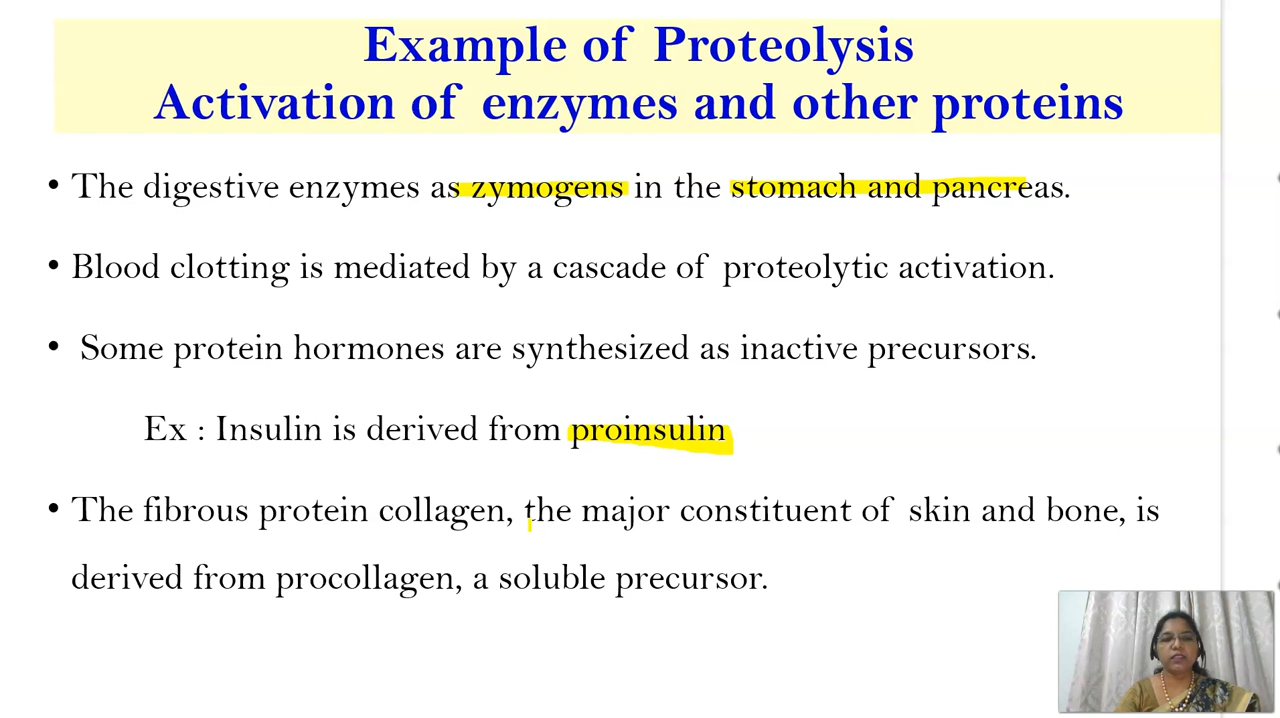 Example of Proteolysis
Activation of enzymes and other proteins
• The digestive enzymes as zymogens in the stomach and pancreas.
• Blood clotting is mediated by a cascade of proteolytic activation.
• Some protein hormones are synthesized as inactive precursors.
Ex : Insulin is derived from proinsulin
• The fibrous protein collagen, the major constituent of skin and bone, is
derived from procollagen, a soluble precursor.